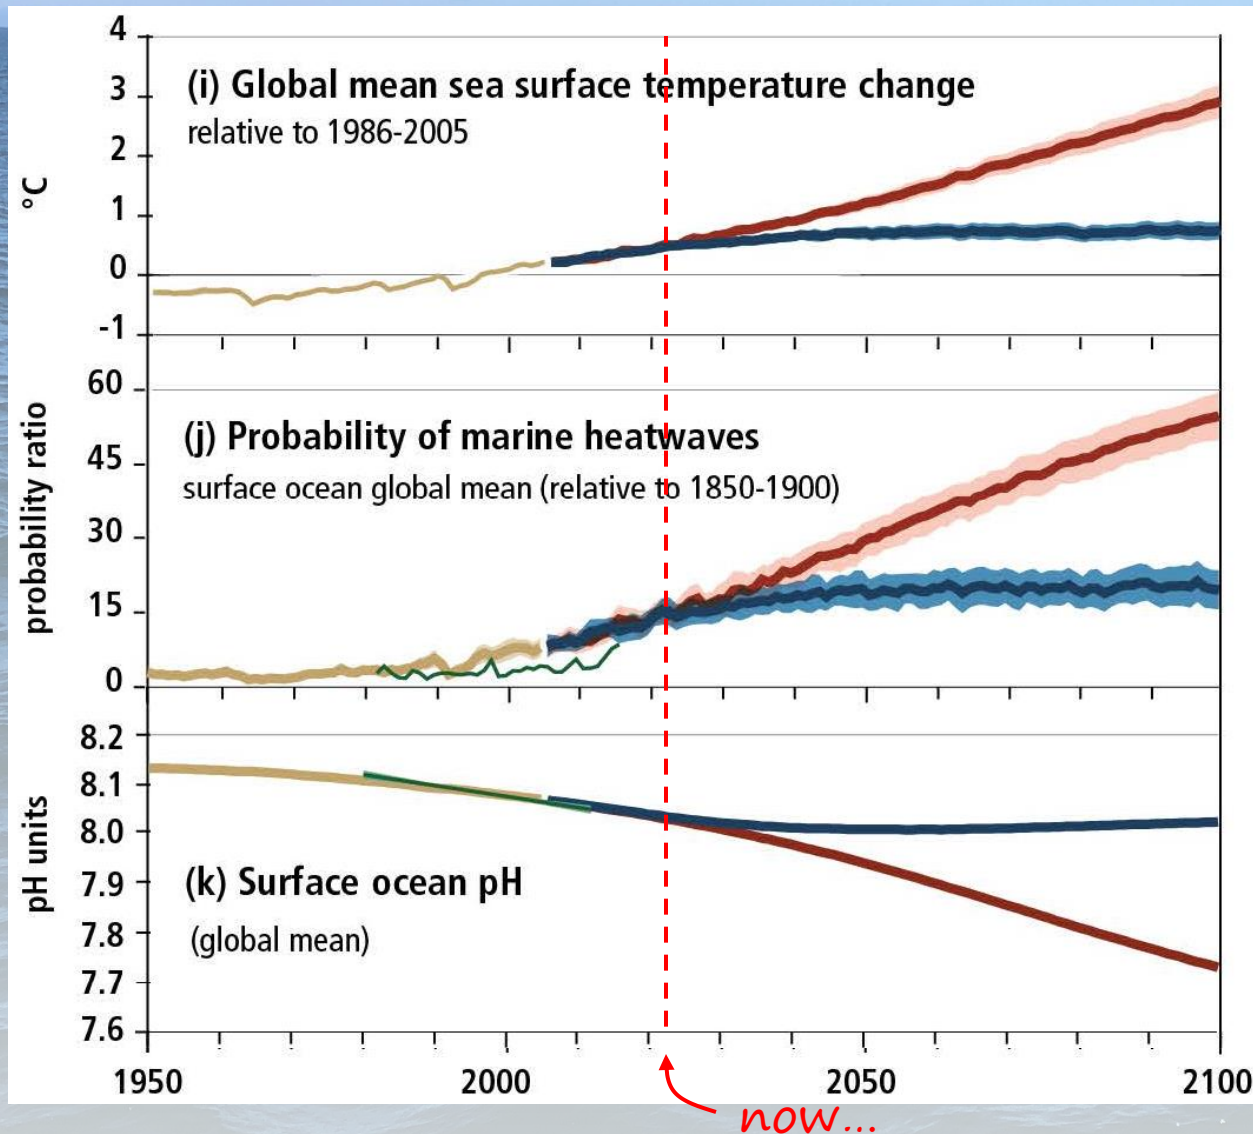 4
3
2
1
0
-1
°C
(i) Global mean sea surface temperature change
relative to 1986-2005
60
45
30
15
0
probability ratio
(j) Probability of marine heatwaves
surface ocean global mean (relative to 1850-1900)
8.2
8.1
8.0
7.9
7.8
7.7
7.6
pH units
(k) Surface ocean pH
(global mean)
1950 2000 2050 2100
now...